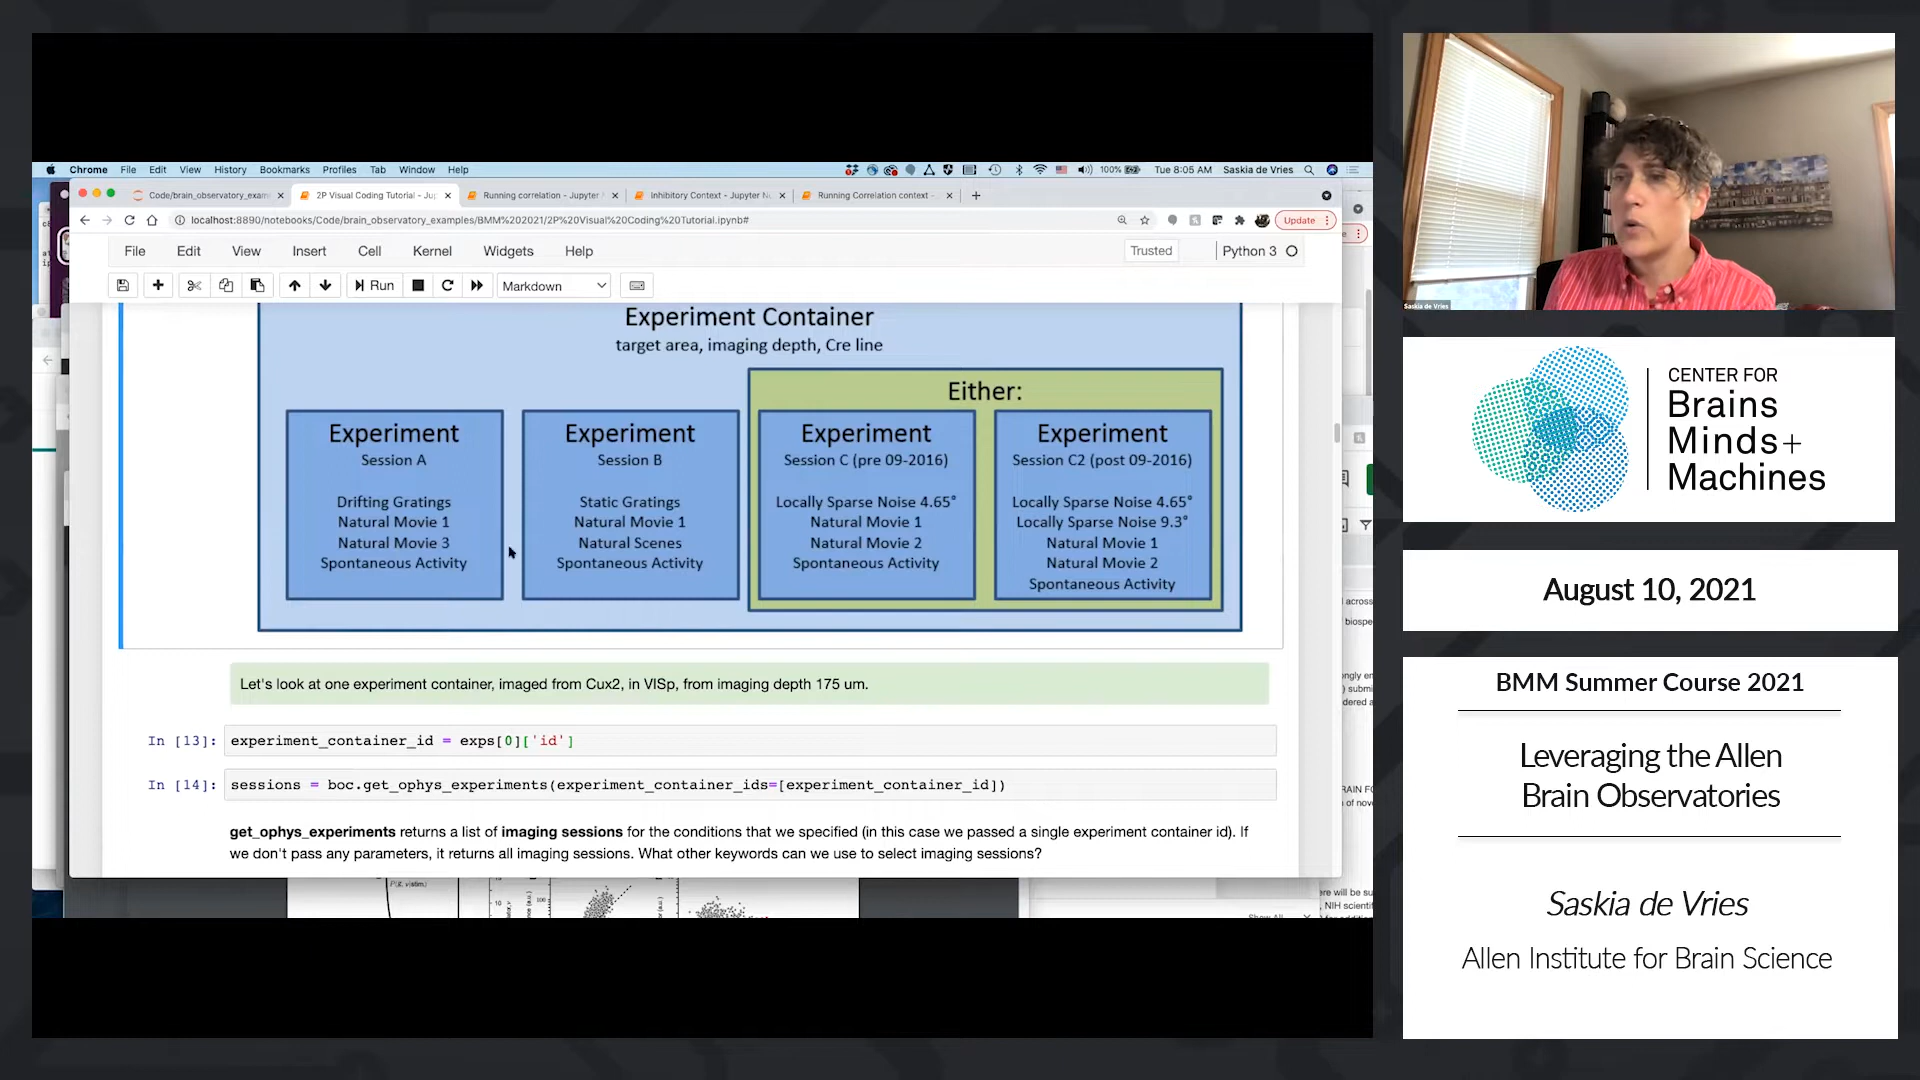 Chrome File Edit View History Bookmarks Profiles Tab Window Help
100% Tue 8:05 AM Saskia de Vries
Code/brain_observatory_exam
2P Visual Coding Tutorial - Ju
Running correlation - Jupyter
Inhibitory Context - Jupyter N
Running Correlation context -
localhost:8890/notebooks/Code/brain_observatory_examples/BMM%202021/2P%20Visual%20Coding%20Tutorial.ipynb#
Update
File Edit View Insert Cell Kernel Widgets Help
Trusted
Python 3
Run
Markdown
Experiment Container
target area, imaging depth, Cre line
Either:
Experiment
Session A
Drifting Gratings
Natural Movie 1
Natural Movie 3
Spontaneous Activity
Experiment
Session B
Static Gratings
Natural Movie 1
Natural Scenes
Spontaneous Activity
Experiment
Session C (pre 09-2016)
Locally Sparse Noise 4.65°
Natural Movie 1
Natural Movie 2
Spontaneous Activity
Experiment
Session C2 (post 09-2016)
Locally Sparse Noise 4.65°
Locally Sparse Noise 9.3°
Natural Movie 1
Natural Movie 2
Spontaneous Activity
Let's look at one experiment container, imaged from Cux2, in VISp, from imaging depth 175 um.
In [13]: experiment_container_id = exps[0]['id']
In [14]: sessions = boc.get_ophys_experiments(experiment_container_ids=[experiment_container_id])
get_ophys_experiments returns a list of imaging sessions for the conditions that we specified (in this case we passed a single experiment container id). If
we don't pass any parameters, it returns all imaging sessions. What other keywords can we use to select imaging sessions?
Saskia de Vries
CENTER FOR
Brains
Minds+
Machines
August 10, 2021
BMM Summer Course 2021
Leveraging the Allen
Brain Observatories
Saskia de Vries
Allen Institute for Brain Science